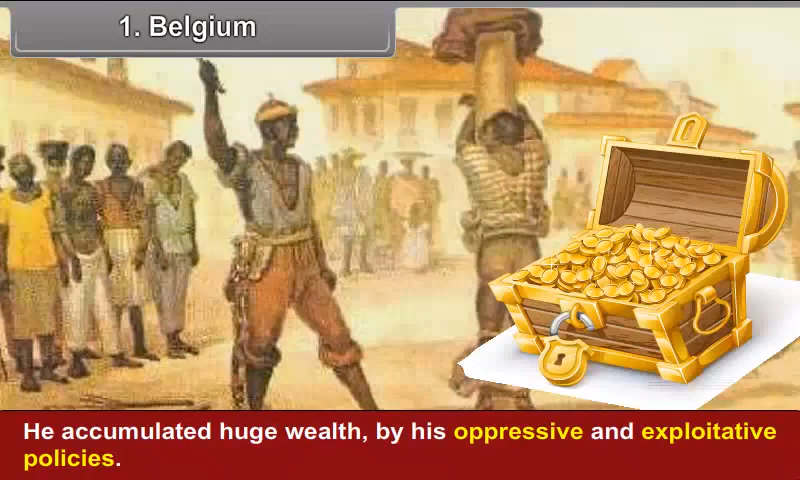 1. Belgium
He accumulated huge wealth, by his oppressive and exploitative
policies.